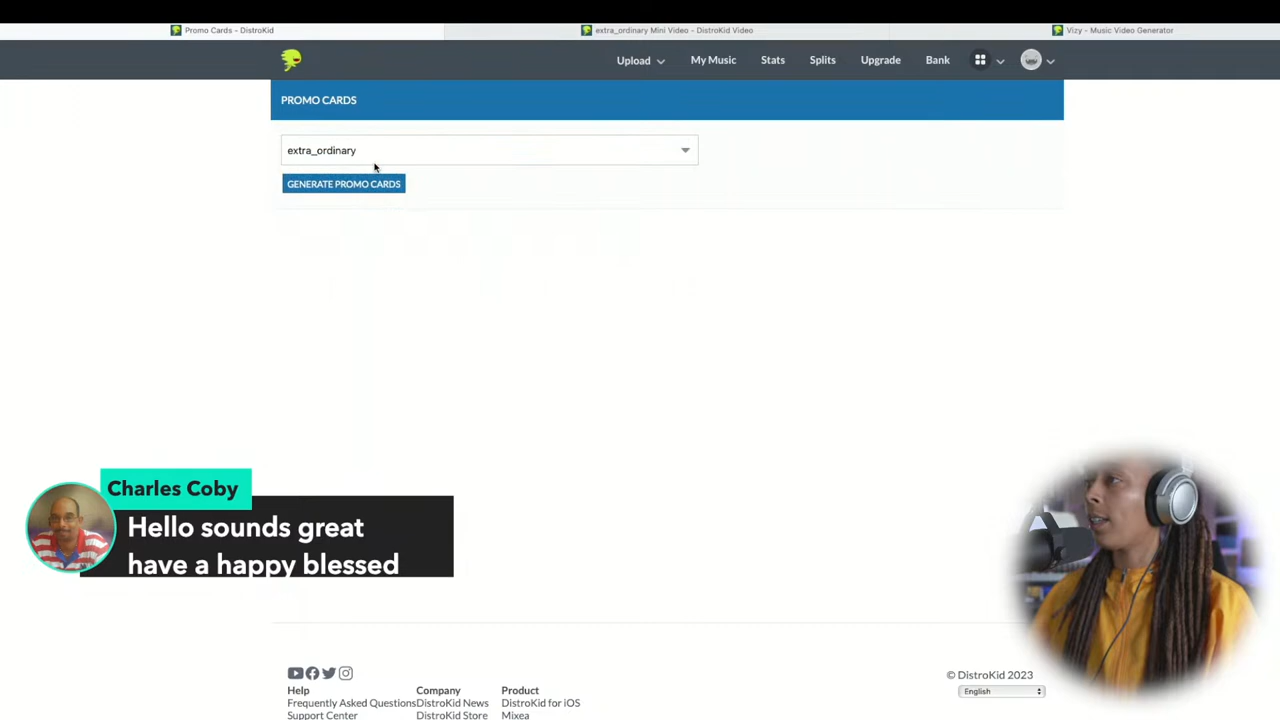 Promo Cards – DistroKid
extra_ordinary Mini Video - DistroKid Video
Vizy - Music Video Generator
Upload
My Music
Stats
Splits
Upgrade
Bank
PROMO CARDS
extra_ordinary
GENERATE PROMO CARDS
Charles Coby
Hello sounds great
have a happy blessed
© DistroKid 2023
English
Help
Company
Product
Frequently Asked Questions
DistroKid News
DistroKid for iOS
Support Center
DistroKid Store
Mixea